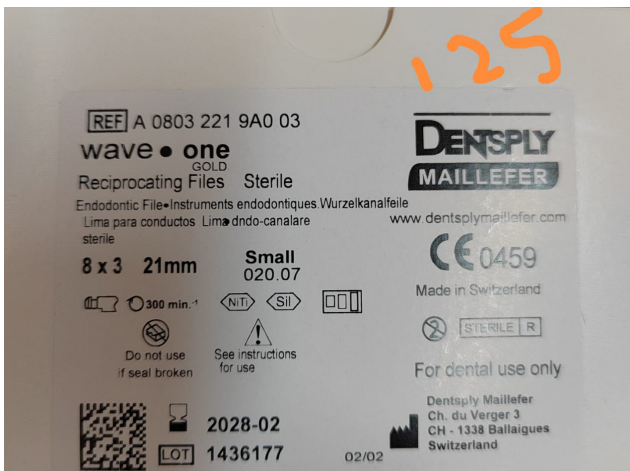 125
REF A 0803 221 9A0 03
wave • one
GOLD
Reciprocating Files Sterile
Endodontic File•Instruments endodontiques.Wurzelkanalfeile
Lima para conductos Lima dndo-canalare
sterile
8 x 3 21mm
Small
020.07
300 min.⁻¹
NiTi
Sil
Do not use
if seal broken
See instructions
for use
2028-02
LOT 1436177
02/02
DENTSPLY
MAILLEFER
www.dentsplymaillefer.com
CE 0459
Made in Switzerland
2
STERILE R
For dental use only
Dentsply Maillefer
Ch. du Verger 3
CH - 1338 Ballaigues
Switzerland